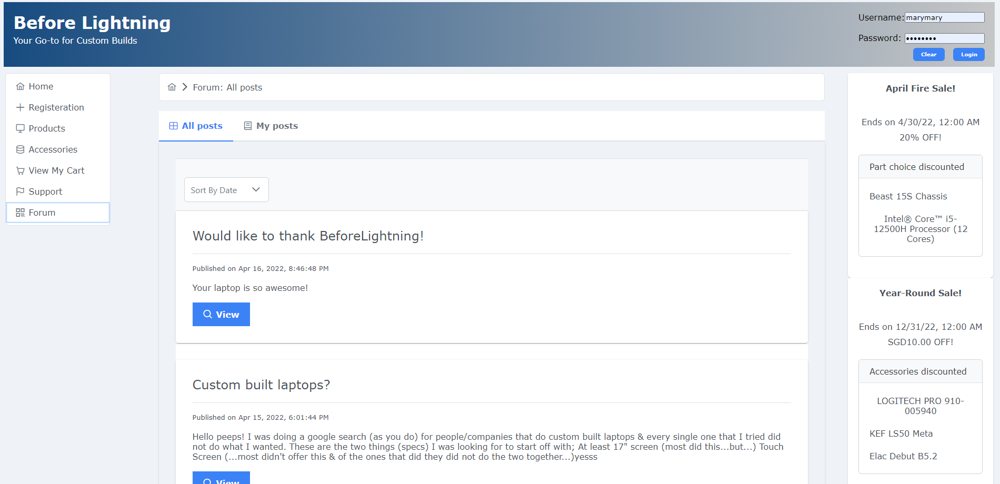 Before Lightning
Your Go-to for Custom Builds
Username: marymary
Password: ••••••••
Clear Login
Home
Registeration
Products
Accessories
View My Cart
Support
Forum
Forum: All posts
All posts My posts
Sort By Date
Would like to thank BeforeLightning!
Published on Apr 16, 2022, 8:46:48 PM
Your laptop is so awesome!
View
Custom built laptops?
Published on Apr 15, 2022, 6:01:44 PM
Hello peeps! I was doing a google search (as you do) for people/companies that do custom built laptops & every single one that I tried did
not do what I wanted. These are the two things (specs) I was looking for to start off with; At least 17" screen (most did this...but...) Touch
Screen (...most didn't offer this & of the ones that did they did not do the two together...)yesss
View
April Fire Sale!
Ends on 4/30/22, 12:00 AM
20% OFF!
Part choice discounted
Beast 15S Chassis
Intel® Core™ i5-
12500H Processor (12
Cores)
Year-Round Sale!
Ends on 12/31/22, 12:00 AM
SGD10.00 OFF!
Accessories discounted
LOGITECH PRO 910-
005940
KEF LS50 Meta
Elac Debut B5.2